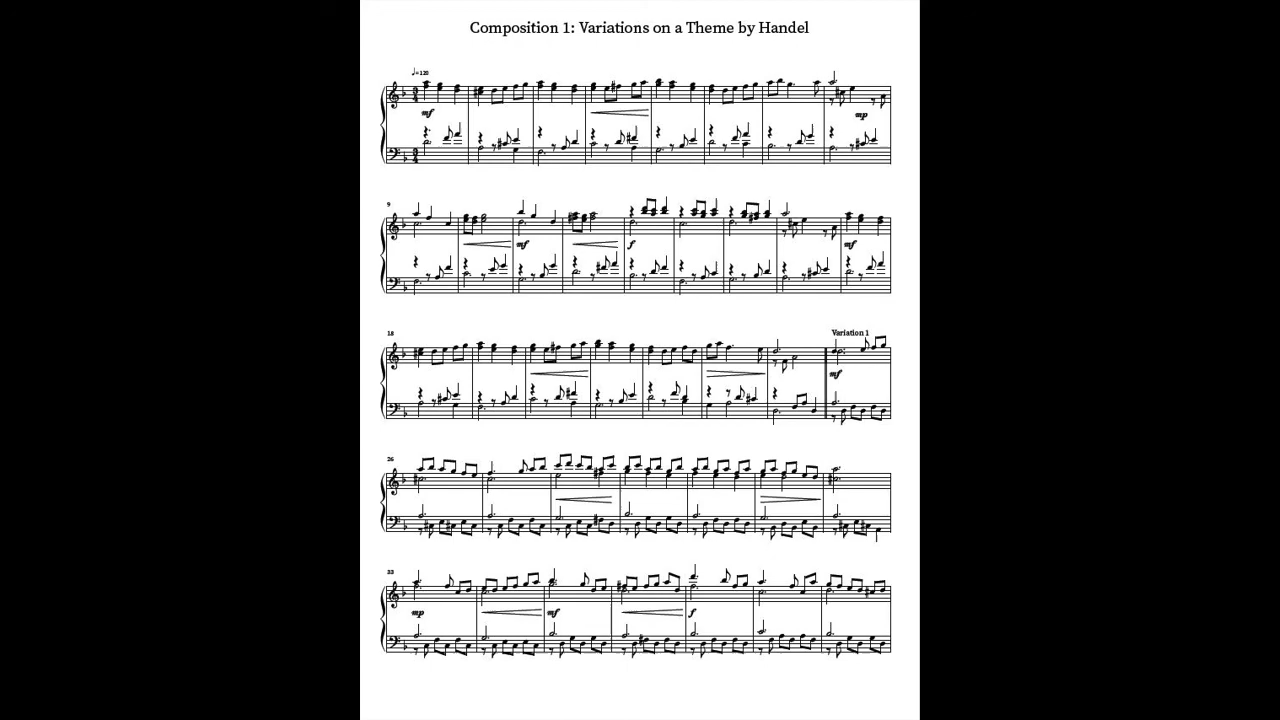 Composition 1: Variations on a Theme by Handel
♩=120
mf
mp
9
mf
f
mf
18
Variation 1
mf
26
33
mp
mf
f